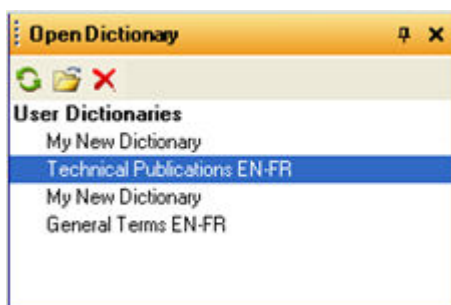 Open Dictionary
User Dictionaries
My New Dictionary
Technical Publications EN-FR
My New Dictionary
General Terms EN-FR